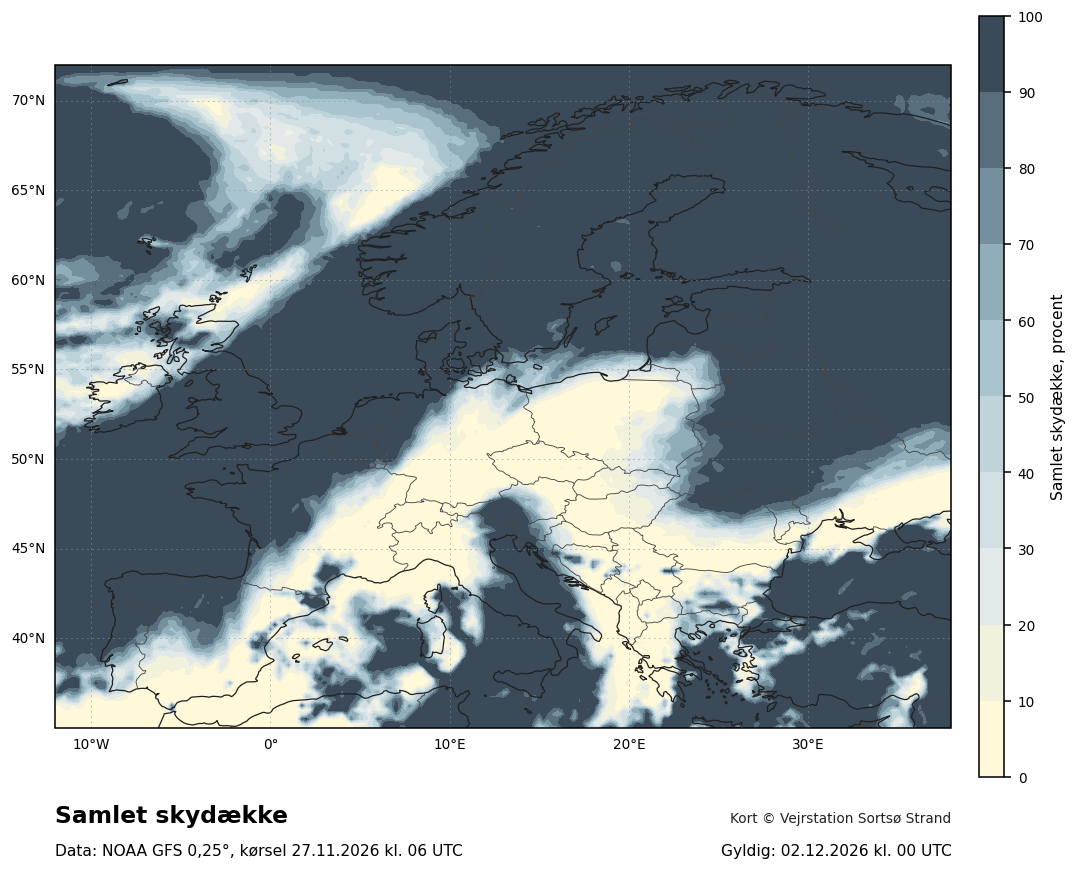 70°N
65°N
60°N
55°N
50°N
45°N
40°N
10°W
0°
10°E
20°E
30°E
100
90
80
70
60
50
40
30
20
10
0
Samlet skydække, procent
Samlet skydække
Kort © Vejrstation Sortsø Strand
Data: NOAA GFS 0,25°, kørsel 27.11.2026 kl. 06 UTC
Gyldig: 02.12.2026 kl. 00 UTC